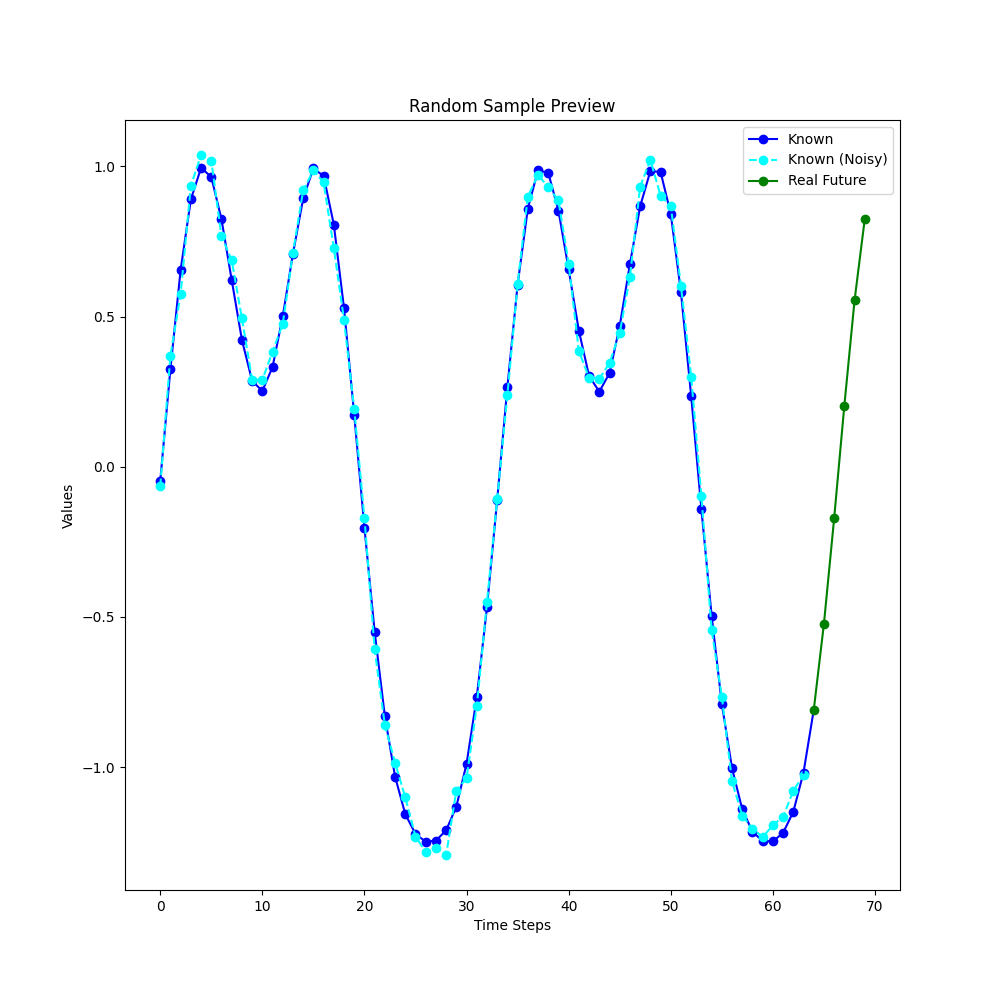 Random Sample Preview
Known
Known (Noisy)
Real Future
1.0
0.5
0.0
−0.5
−1.0
Values
0 10 20 30 40 50 60 70
Time Steps